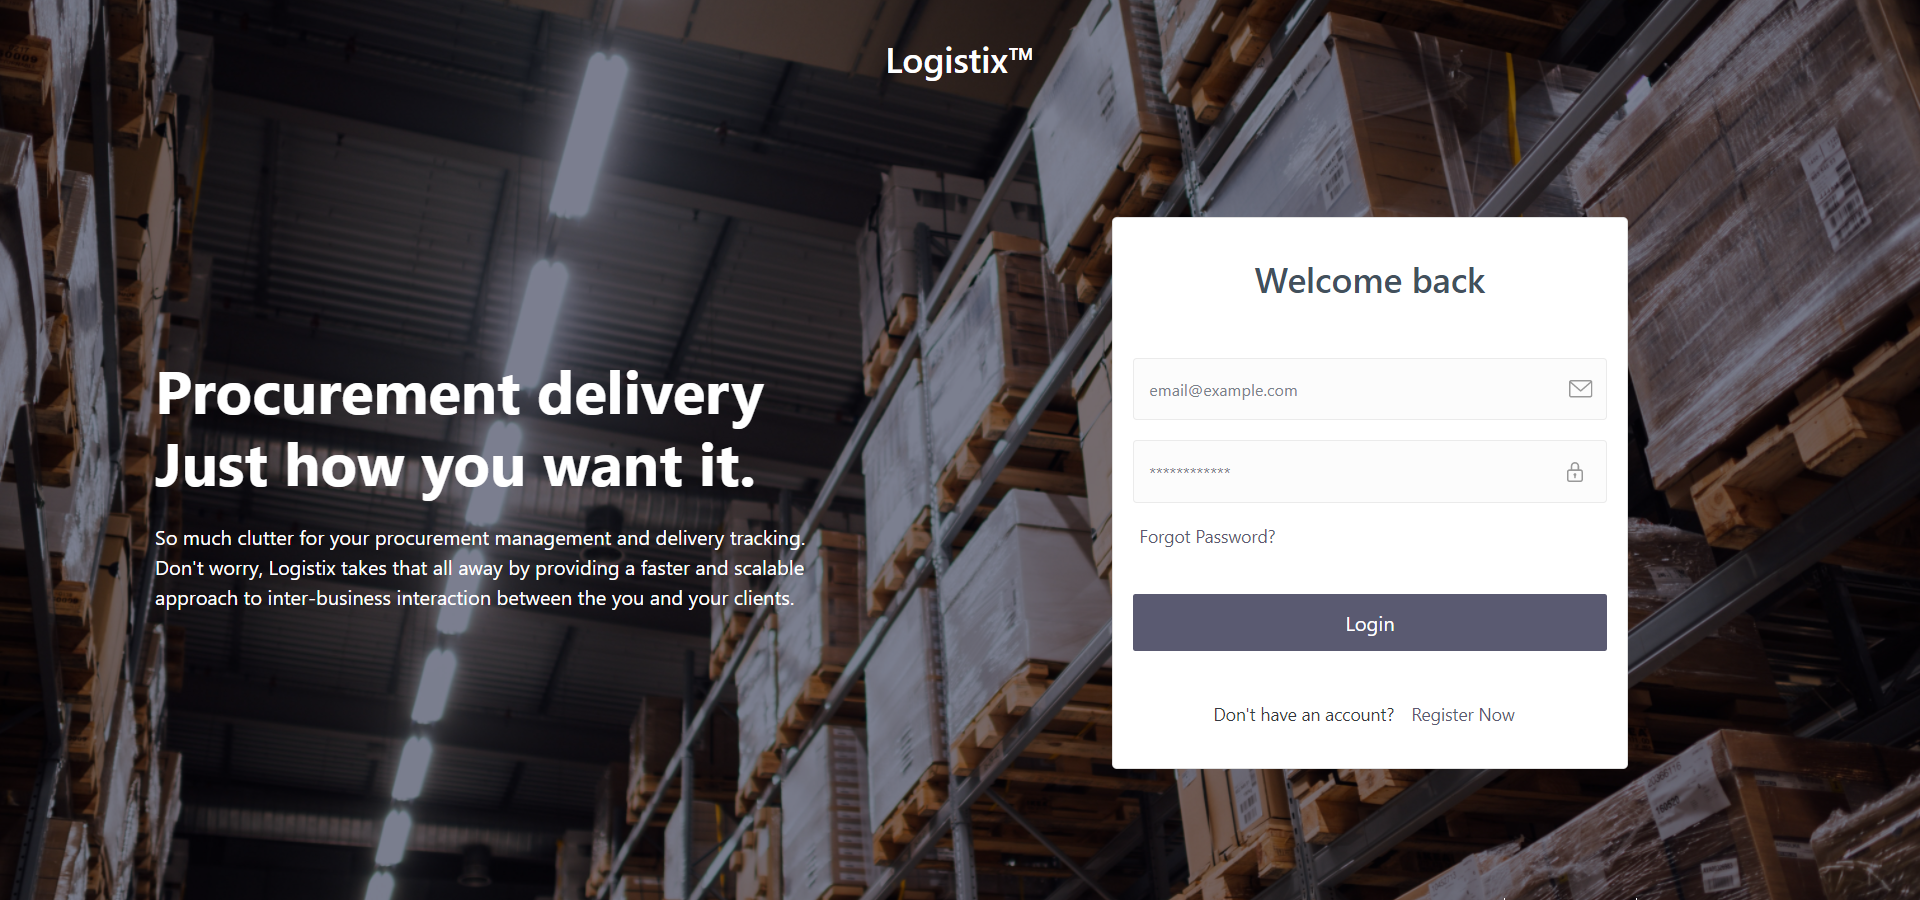 Logistix™
Procurement delivery
Just how you want it.
So much clutter for your procurement management and delivery tracking.
Don't worry, Logistix takes that all away by providing a faster and scalable
approach to inter-business interaction between the you and your clients.
Welcome back
email@example.com
************
Forgot Password?
Login
Don't have an account? Register Now